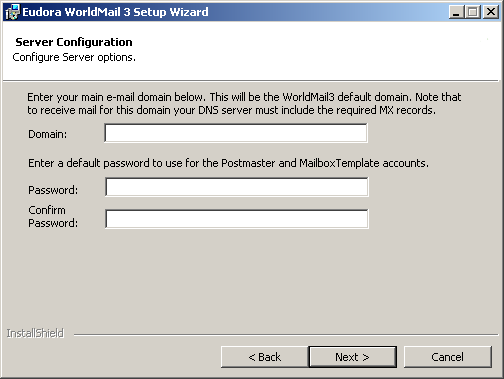 Eudora WorldMail 3 Setup Wizard
Server Configuration
Configure Server options.
Enter your main e-mail domain below. This will be the WorldMail3 default domain. Note that
to receive mail for this domain your DNS server must include the required MX records.
Domain:
Enter a default password to use for the Postmaster and MailboxTemplate accounts.
Password:
Confirm
Password:
InstallShield
< Back
Next >
Cancel